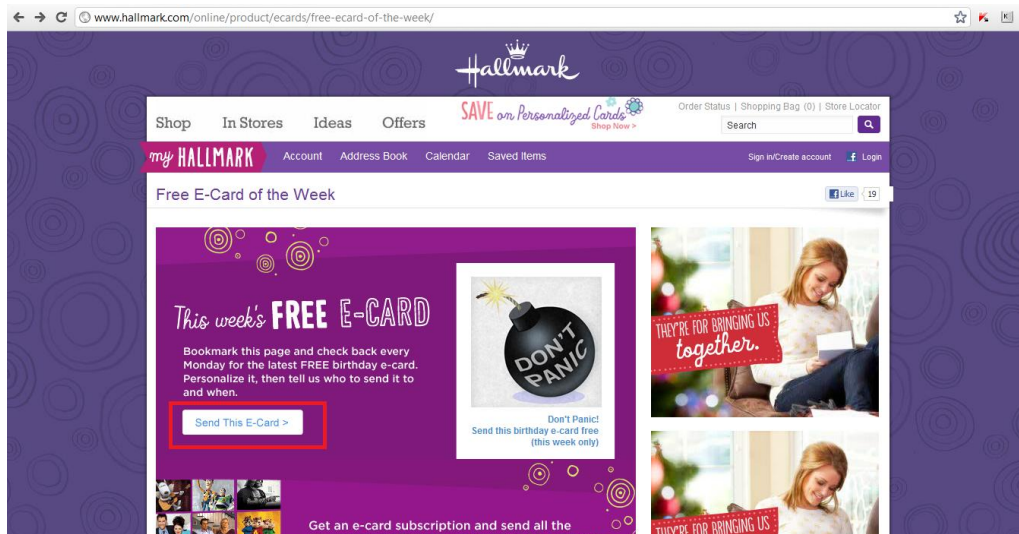 www.hallmark.com/online/product/ecards/free-ecard-of-the-week/
Hallmark
Shop In Stores Ideas Offers
SAVE on Personalized Cards
Shop Now >
Order Status | Shopping Bag (0) | Store Locator
Search
my HALLMARK Account Address Book Calendar Saved Items
Sign in/Create account f Login
Free E-Card of the Week
f Like 19
This week's FREE E-CARD
Bookmark this page and check back every
Monday for the latest FREE birthday e-card.
Personalize it, then tell us who to send it to
and when.
Send This E-Card >
DON'T
PANIC
Don't Panic!
Send this birthday e-card free
(this week only)
THEY'RE FOR BRINGING US
together.
Get an e-card subscription and send all the
THEY'RE FOR BRINGING US